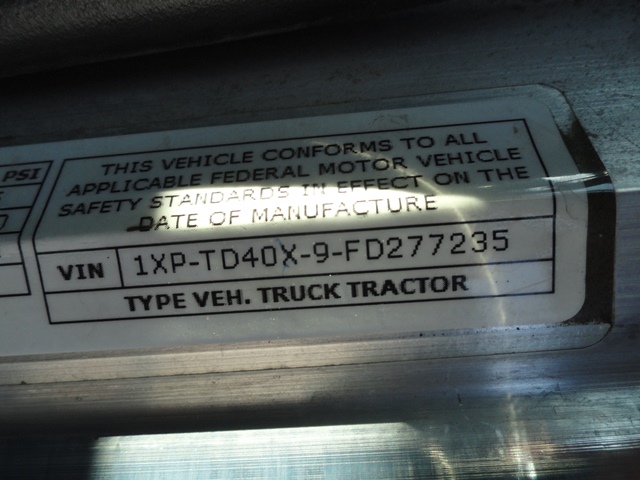 PSI
THIS VEHICLE CONFORMS TO ALL
APPLICABLE FEDERAL MOTOR VEHICLE
SAFETY STANDARDS IN EFFECT ON THE
DATE OF MANUFACTURE
VIN 1XP-TD40X-9-FD277235
TYPE VEH. TRUCK TRACTOR